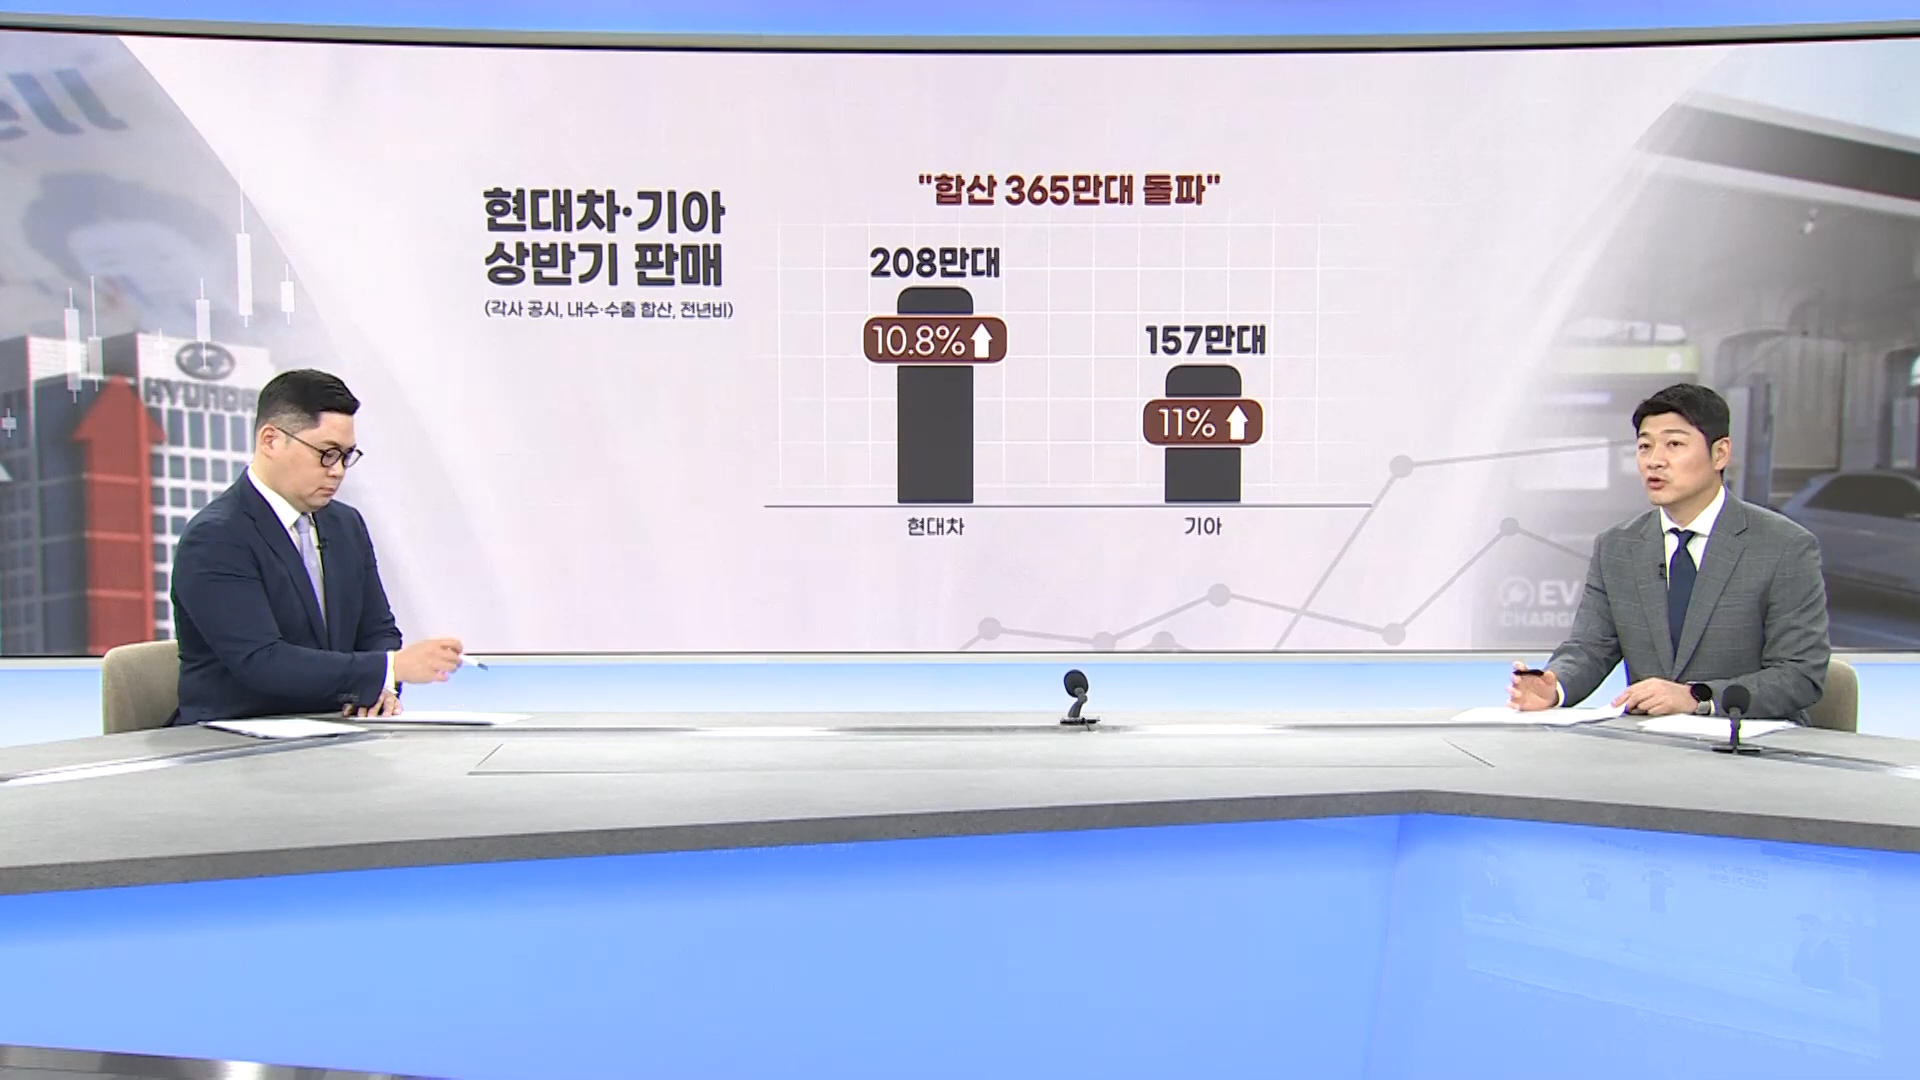 현대차·기아
상반기 판매
(각사 공시, 내수·수출 합산, 전년비)
"합산 365만대 돌파"
208만대
10.8%
157만대
11%
현대차
기아
HYUNDAI
ell
EV